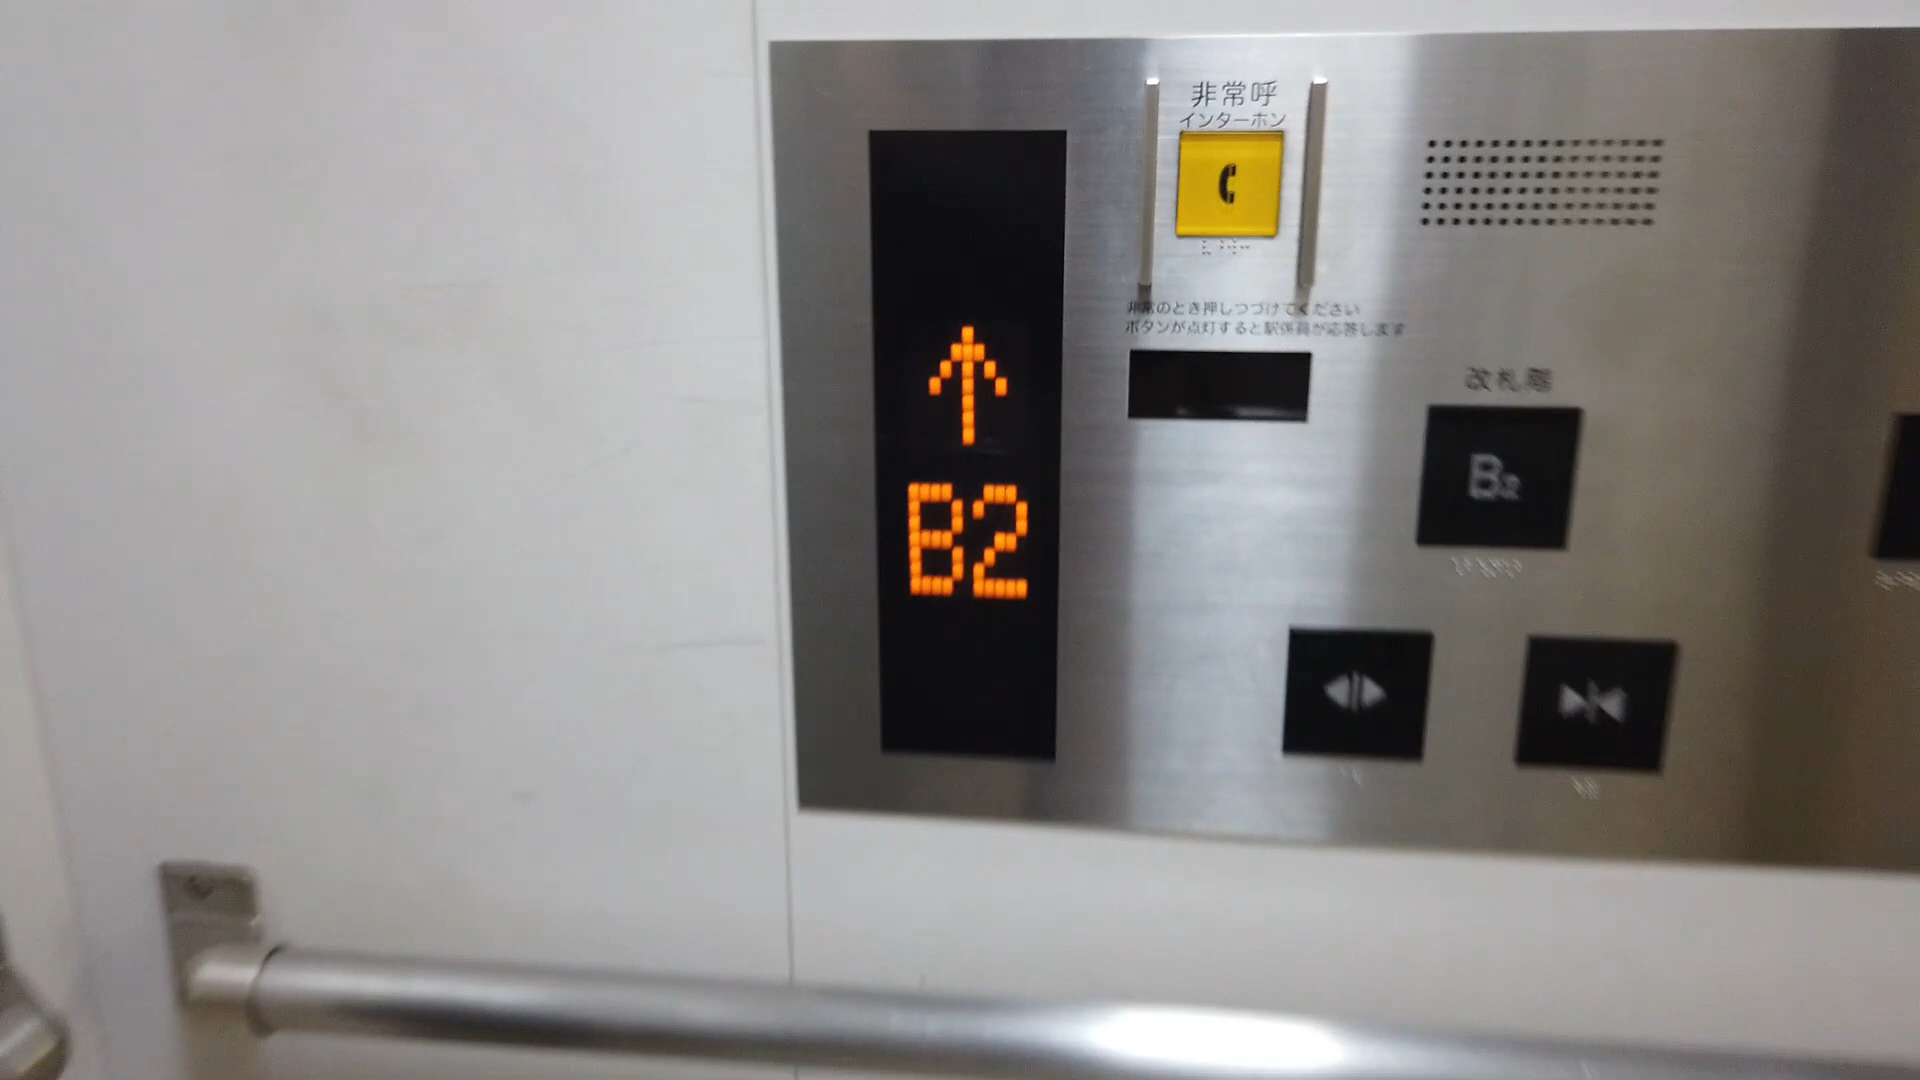 非常呼
インターホン
非常のとき押しつづけてください
ボタンが点灯すると駅係員が応答します
改札階
B2
B2